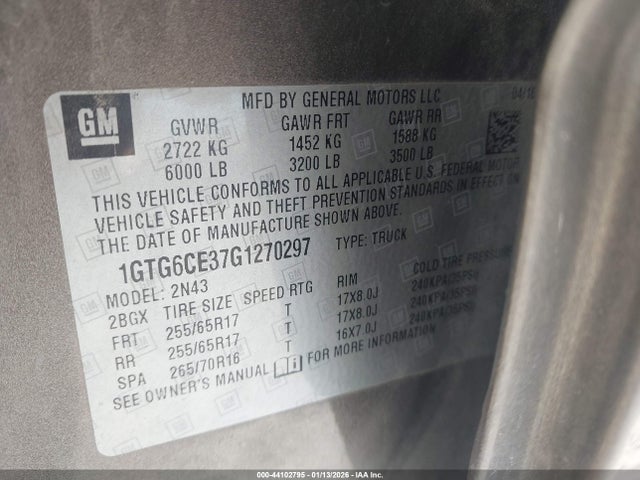 GM
MFD BY GENERAL MOTORS LLC
GVWR GAWR FRT GAWR RR
2722 KG 1452 KG 1588 KG
6000 LB 3200 LB 3500 LB
THIS VEHICLE CONFORMS TO ALL APPLICABLE U.S. FEDERAL MOTOR
VEHICLE SAFETY AND THEFT PREVENTION STANDARDS IN EFFECT ON
THE DATE OF MANUFACTURE SHOWN ABOVE.
1GTG6CE37G1270297 TYPE: TRUCK
MODEL: 2N43
2BGX TIRE SIZE SPEED RTG RIM COLD TIRE PRESSURE
FRT 255/65R17 T 17X8.0J 240KPA(35PSI)
RR 255/65R17 T 17X8.0J 240KPA(35PSI)
SPA 265/70R16 T 16X7.0J 240KPA(35PSI)
SEE OWNER'S MANUAL FOR MORE INFORMATION
000-44102795 - 01/13/2026 - IAA Inc.